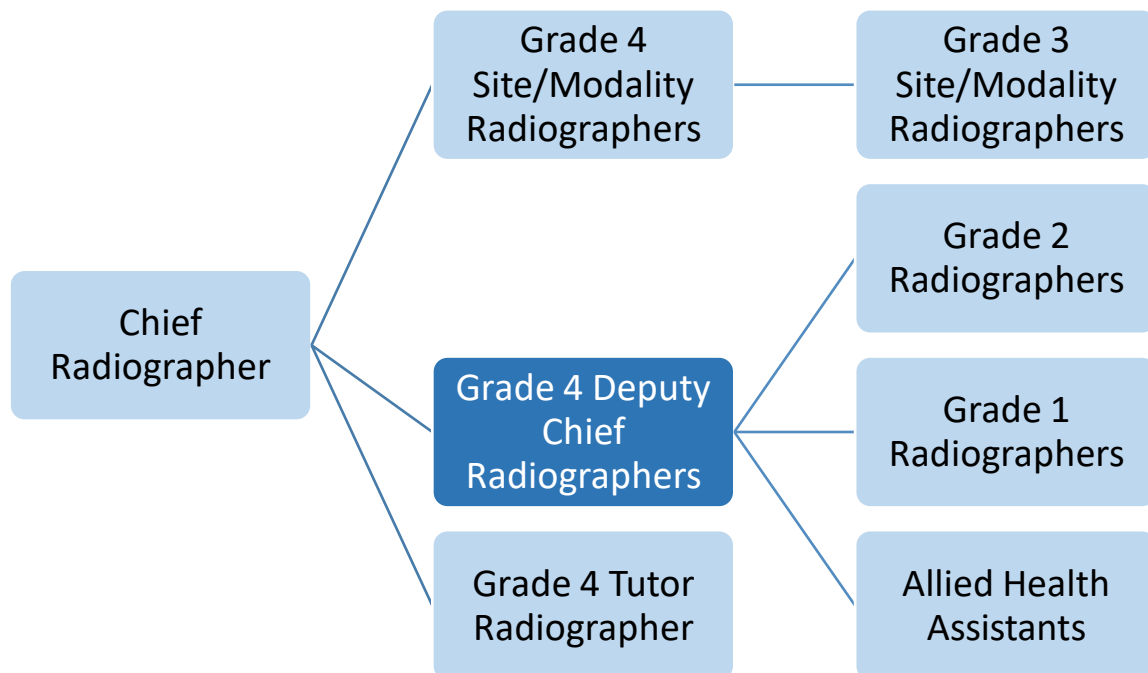 Grade 4
Site/Modality
Radiographers
Grade 3
Site/Modality
Radiographers
Grade 2
Radiographers
Chief
Radiographer
Grade 4 Deputy
Chief
Radiographers
Grade 1
Radiographers
Grade 4 Tutor
Radiographer
Allied Health
Assistants